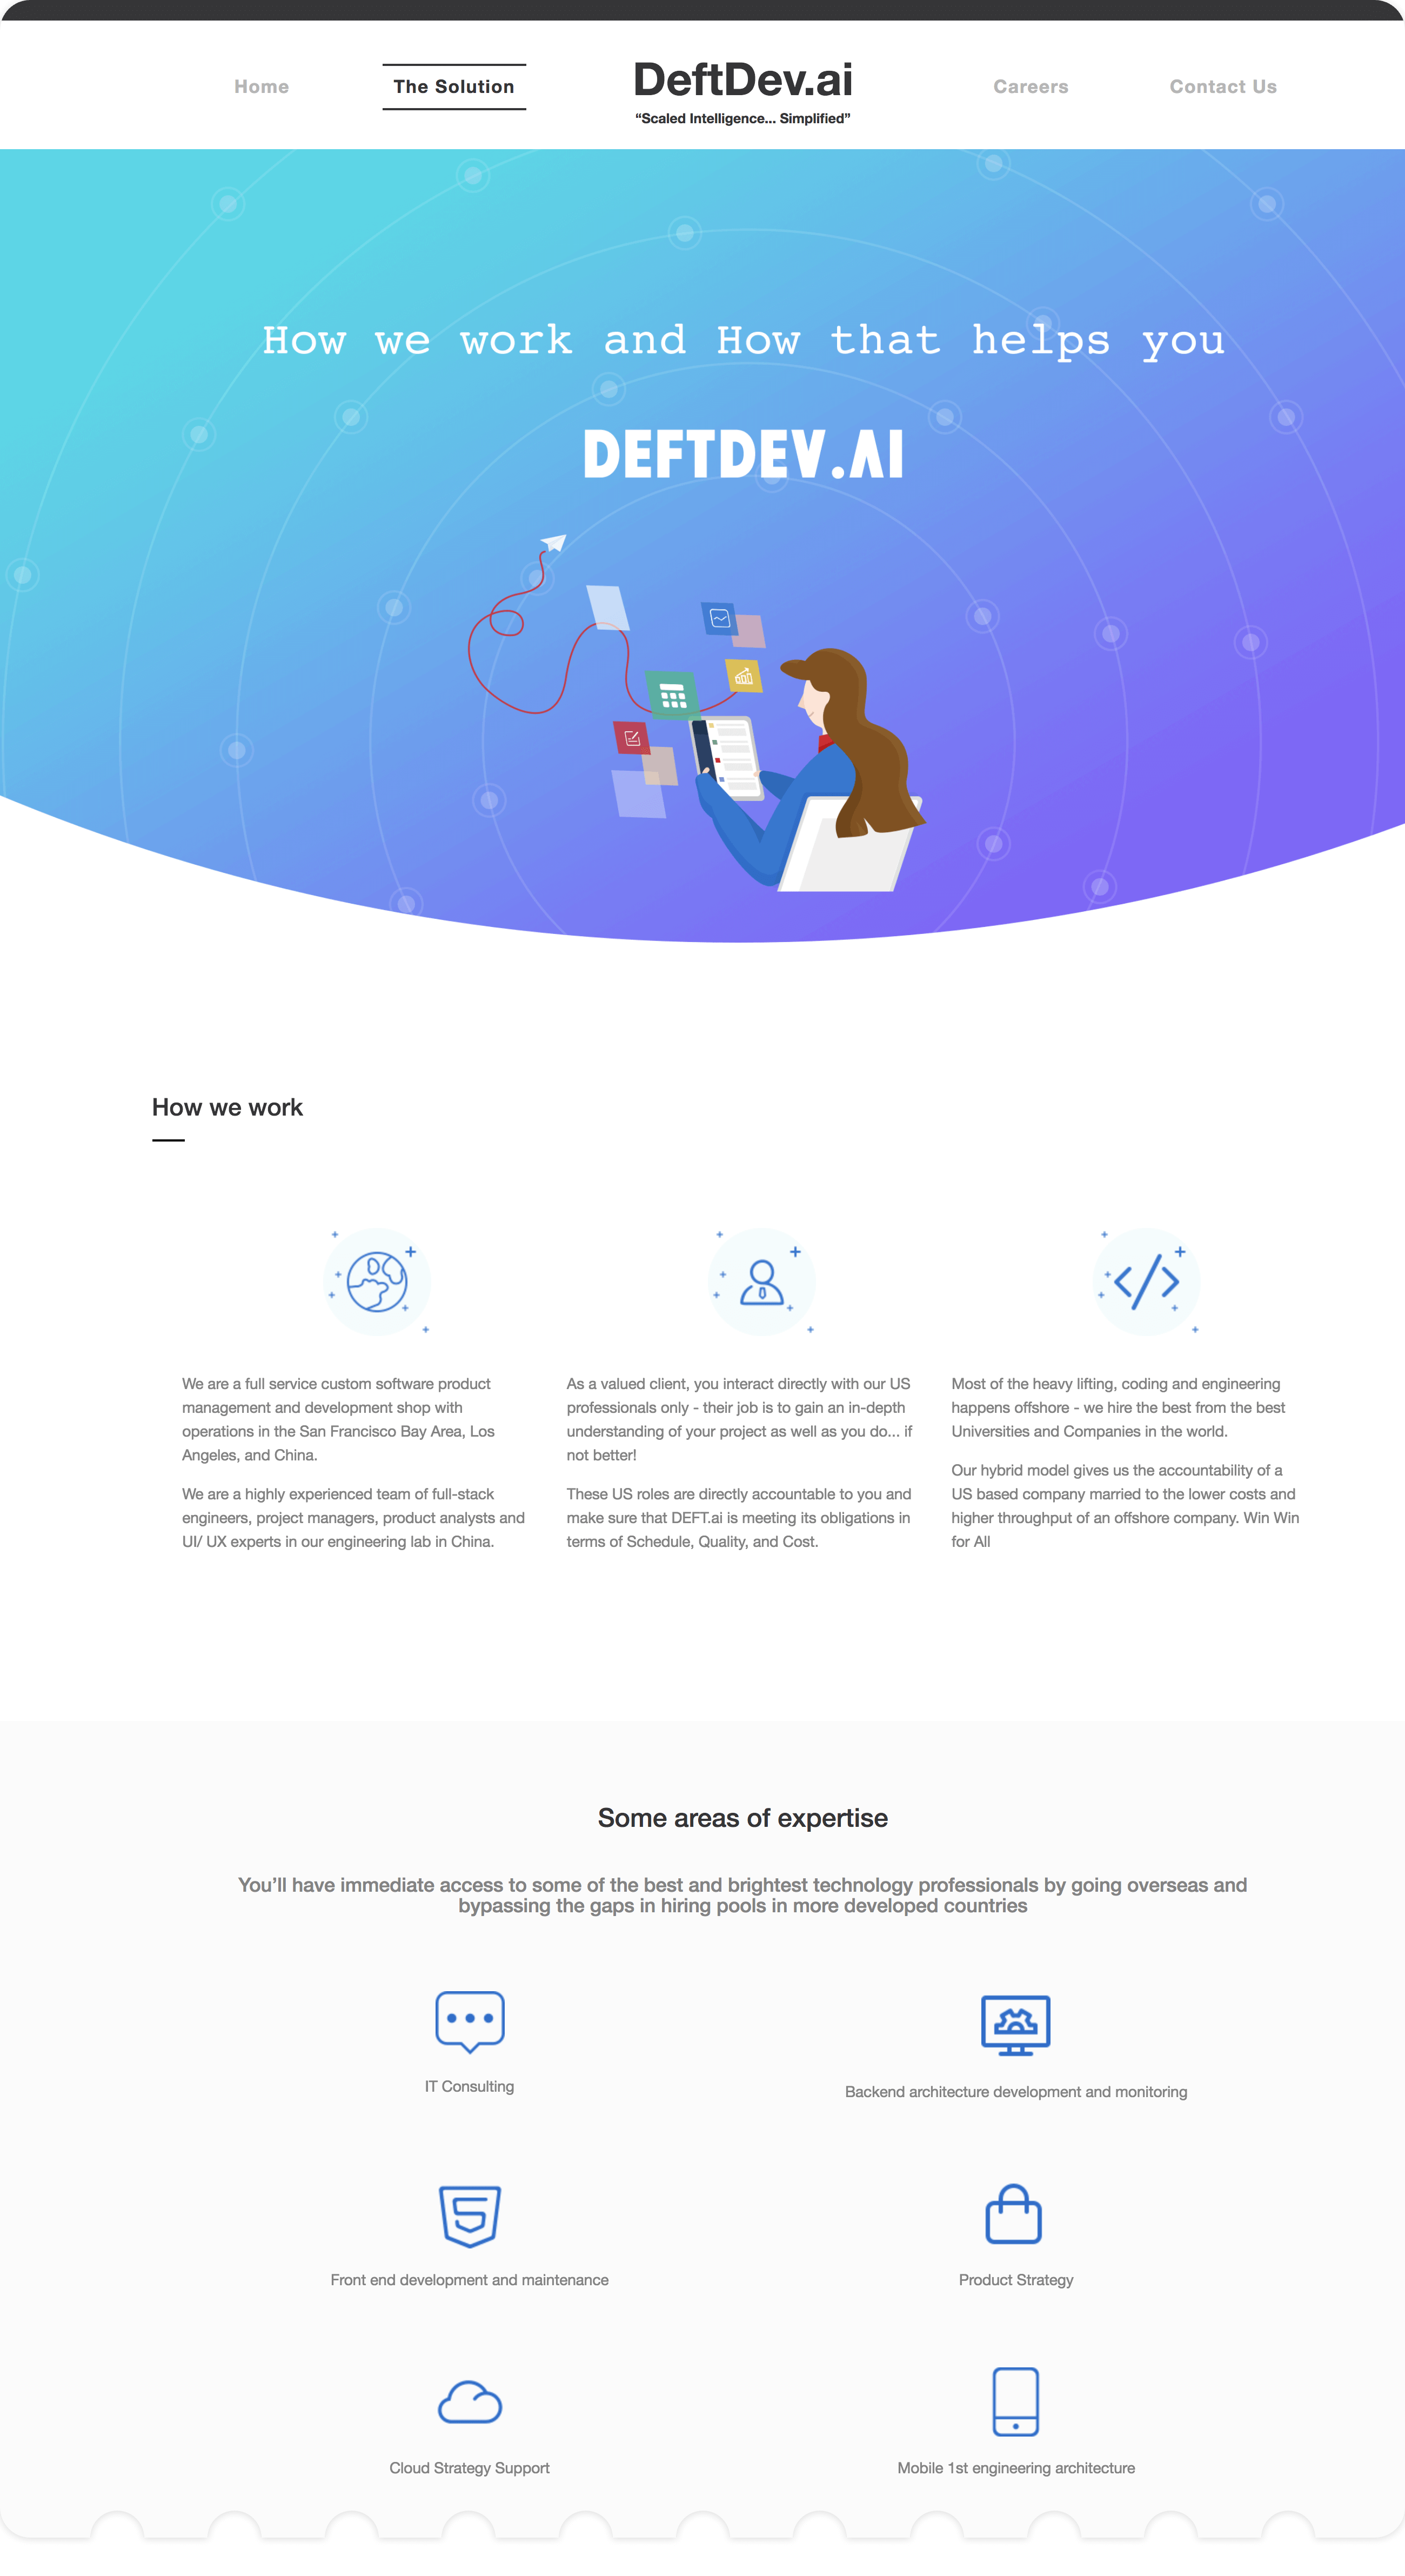 Home
The Solution
DeftDev.ai
“Scaled Intelligence... Simplified”
Careers
Contact Us
How we work and How that helps you
DEFTDEV.AI
How we work
We are a full service custom software product
management and development shop with
operations in the San Francisco Bay Area, Los
Angeles, and China.
We are a highly experienced team of full-stack
engineers, project managers, product analysts and
UI/ UX experts in our engineering lab in China.
As a valued client, you interact directly with our US
professionals only - their job is to gain an in-depth
understanding of your project as well as you do... if
not better!
These US roles are directly accountable to you and
make sure that DEFT.ai is meeting its obligations in
terms of Schedule, Quality, and Cost.
Most of the heavy lifting, coding and engineering
happens offshore - we hire the best from the best
Universities and Companies in the world.
Our hybrid model gives us the accountability of a
US based company married to the lower costs and
higher throughput of an offshore company. Win Win
for All
Some areas of expertise
You’ll have immediate access to some of the best and brightest technology professionals by going overseas and
bypassing the gaps in hiring pools in more developed countries
IT Consulting
Backend architecture development and monitoring
Front end development and maintenance
Product Strategy
Cloud Strategy Support
Mobile 1st engineering architecture